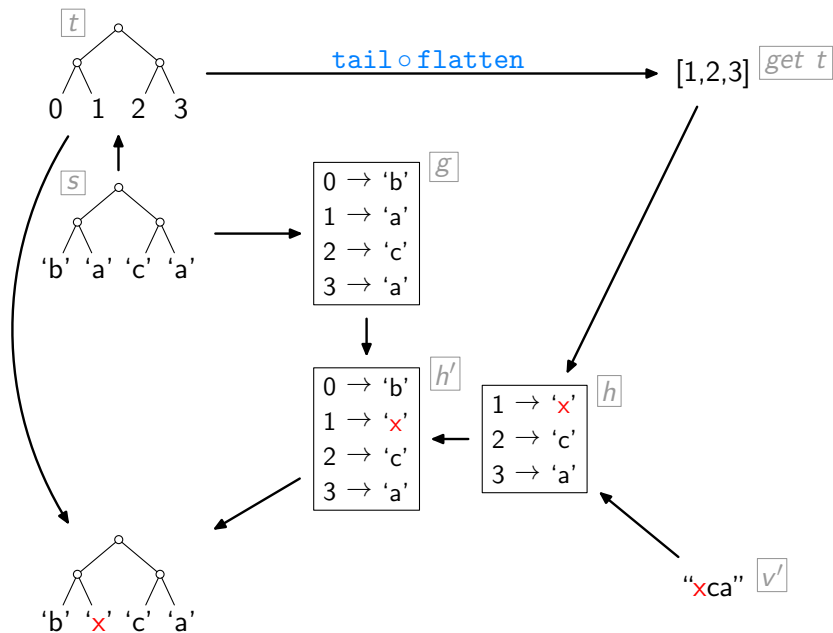 t
tail ∘ flatten
[1,2,3] get t
0 1 2 3
s
g
0 → ‘b’
1 → ‘a’
2 → ‘c’
3 → ‘a’
‘b’ ‘a’ ‘c’ ‘a’
h′
0 → ‘b’
1 → ‘x’
2 → ‘c’
3 → ‘a’
h
1 → ‘x’
2 → ‘c’
3 → ‘a’
“xca” v′
‘b’ ‘x’ ‘c’ ‘a’